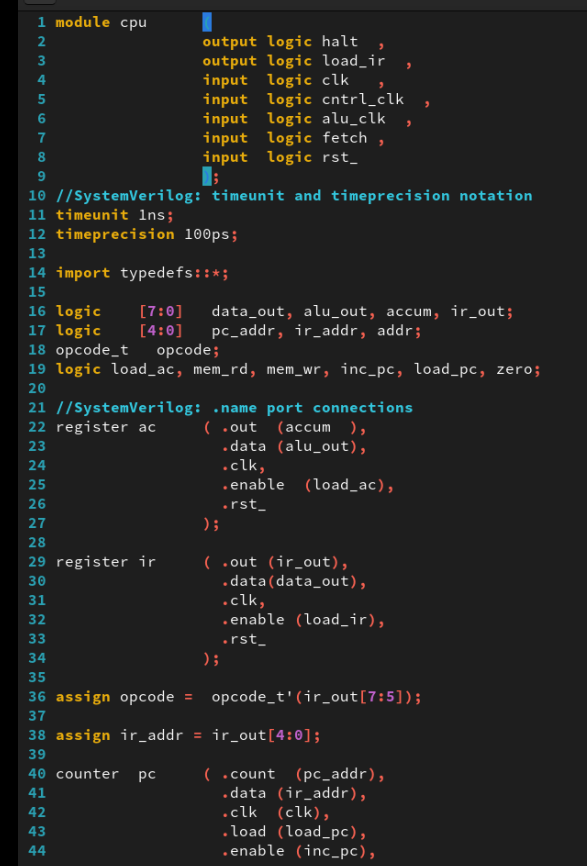 1 module cpu (
2 output logic halt ,
3 output logic load_ir ,
4 input logic clk ,
5 input logic cntrl_clk ,
6 input logic alu_clk ,
7 input logic fetch ,
8 input logic rst_
9 );
10 //SystemVerilog: timeunit and timeprecision notation
11 timeunit 1ns;
12 timeprecision 100ps;
13
14 import typedefs::*;
15
16 logic [7:0] data_out, alu_out, accum, ir_out;
17 logic [4:0] pc_addr, ir_addr, addr;
18 opcode_t opcode;
19 logic load_ac, mem_rd, mem_wr, inc_pc, load_pc, zero;
20
21 //SystemVerilog: .name port connections
22 register ac ( .out (accum ),
23 .data (alu_out),
24 .clk,
25 .enable (load_ac),
26 .rst_
27 );
28
29 register ir ( .out (ir_out),
30 .data(data_out),
31 .clk,
32 .enable (load_ir),
33 .rst_
34 );
35
36 assign opcode = opcode_t'(ir_out[7:5]);
37
38 assign ir_addr = ir_out[4:0];
39
40 counter pc ( .count (pc_addr),
41 .data (ir_addr),
42 .clk (clk),
43 .load (load_pc),
44 .enable (inc_pc),